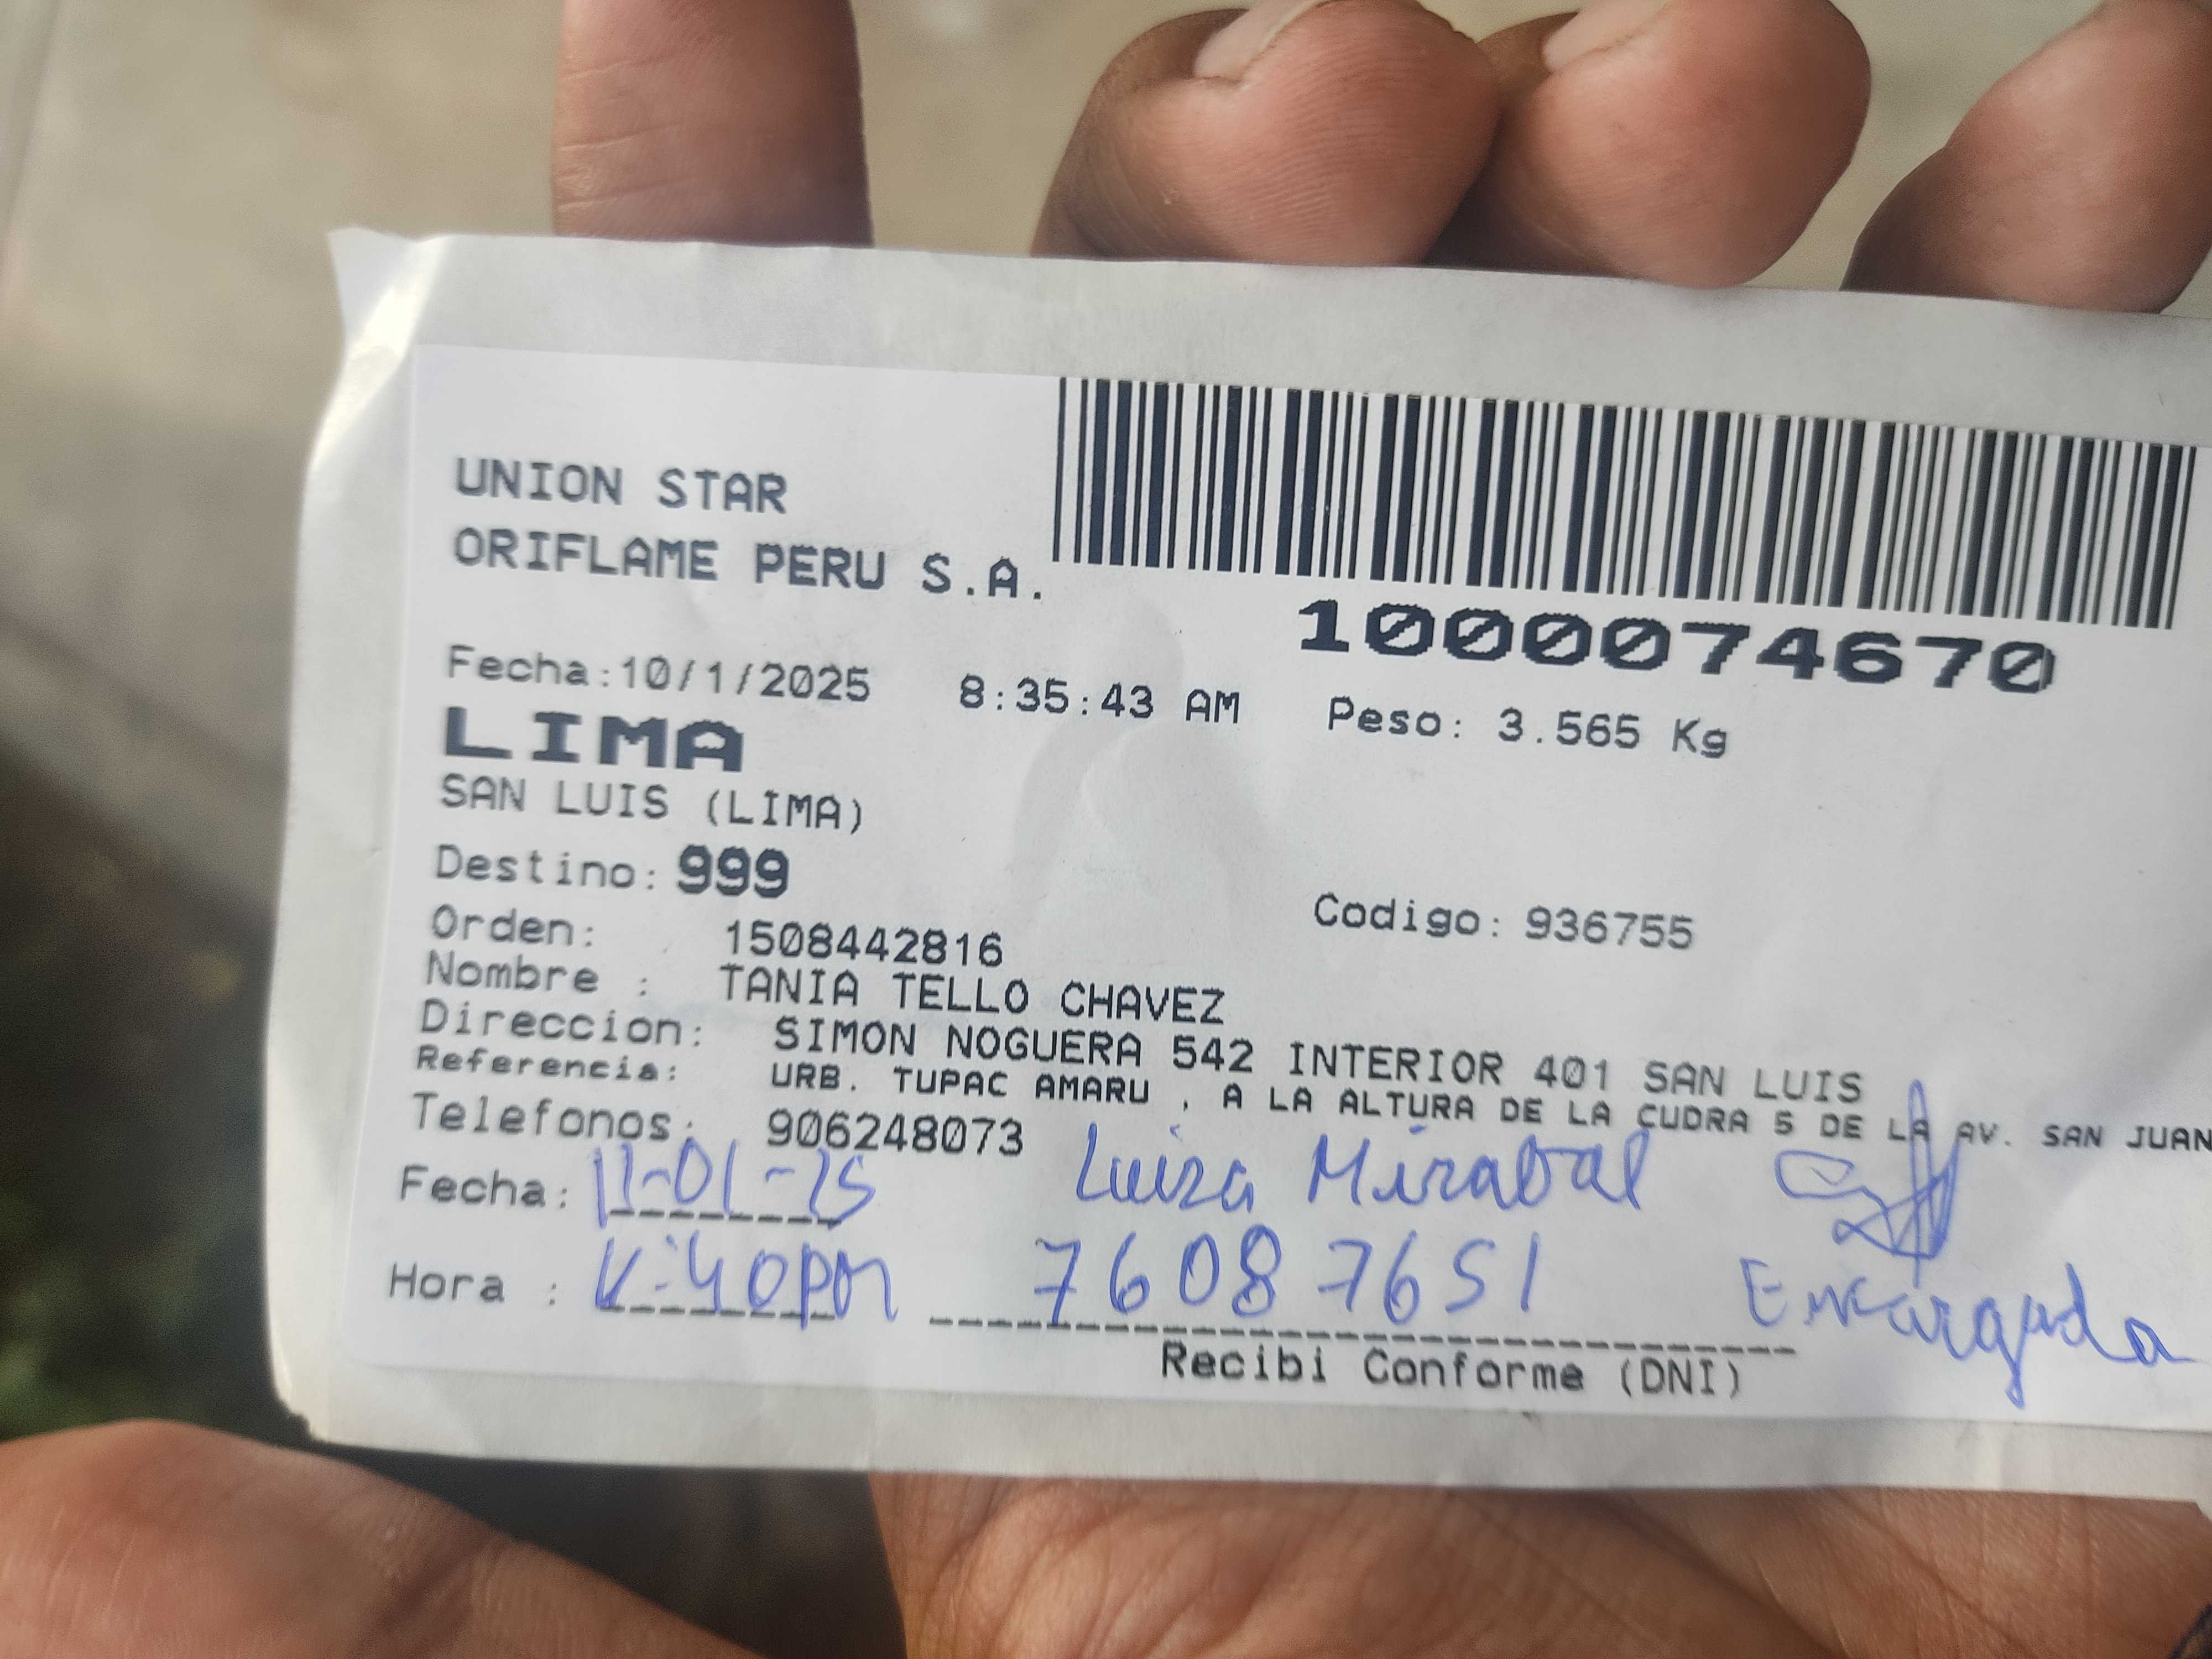 UNION STAR
ORIFLAME PERU S.A.
1000074670
Fecha:10/1/2025 8:35:43 AM Peso: 3.565 Kg
LIMA
SAN LUIS (LIMA)
Destino: 999
Codigo: 936755
Orden: 1508442816
Nombre : TANIA TELLO CHAVEZ
Direccion: SIMON NOGUERA 542 INTERIOR 401 SAN LUIS
Referencia: URB. TUPAC AMARU , A LA ALTURA DE LA CUDRA 5 DE LA AV. SAN JUAN
Telefonos: 906248073
Fecha: 11-01-25 Luiza Mirabal
Hora : 76087651 Encargada
Recibi Conforme (DNI)